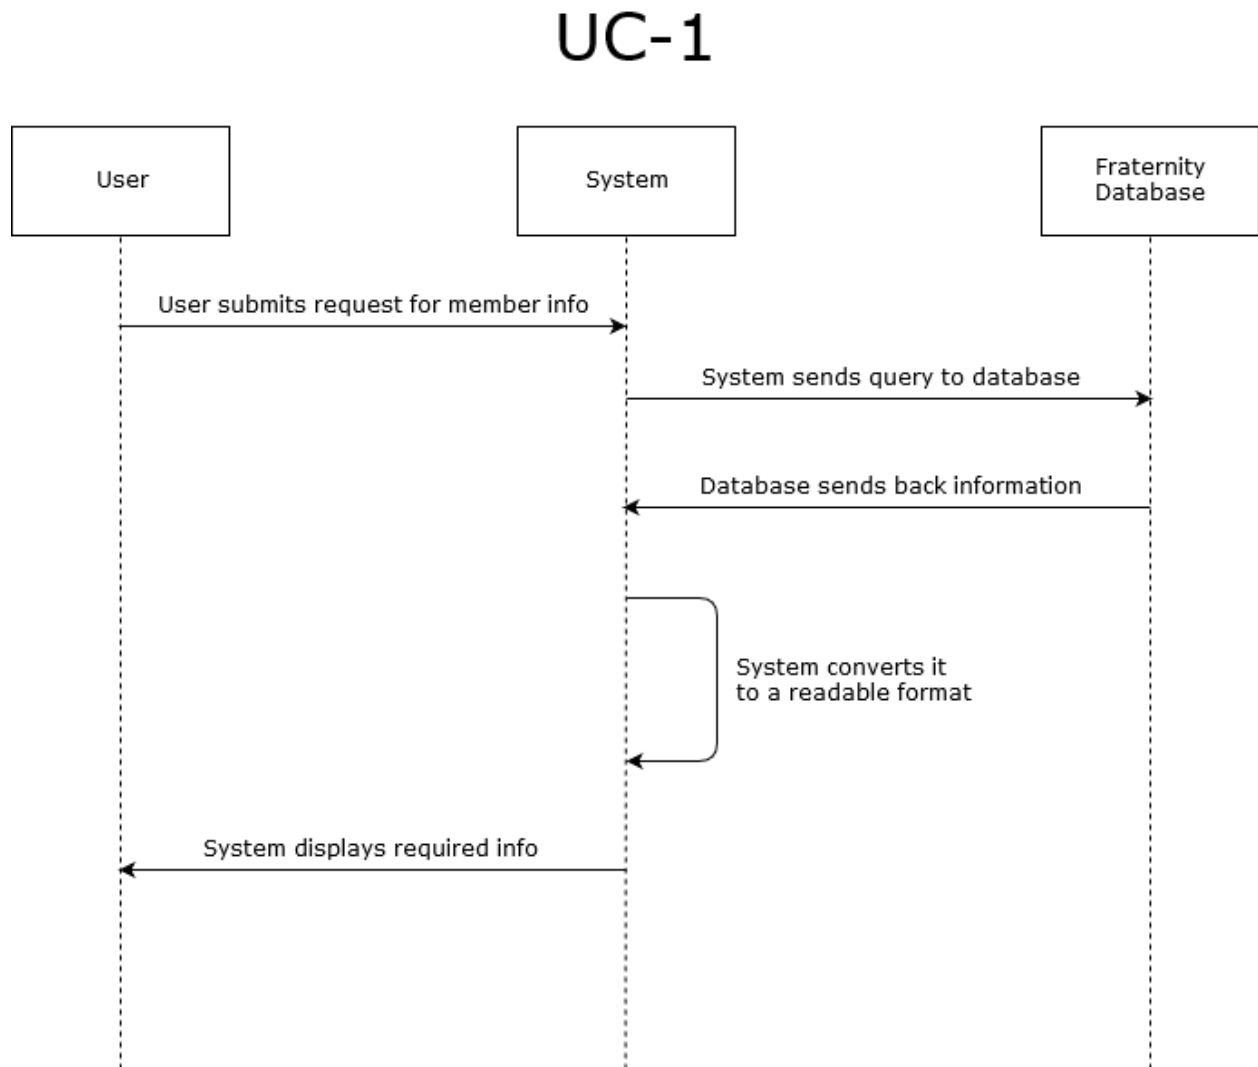 UC-1
User
System
Fraternity
Database
User submits request for member info
System sends query to database
Database sends back information
System converts it
to a readable format
System displays required info